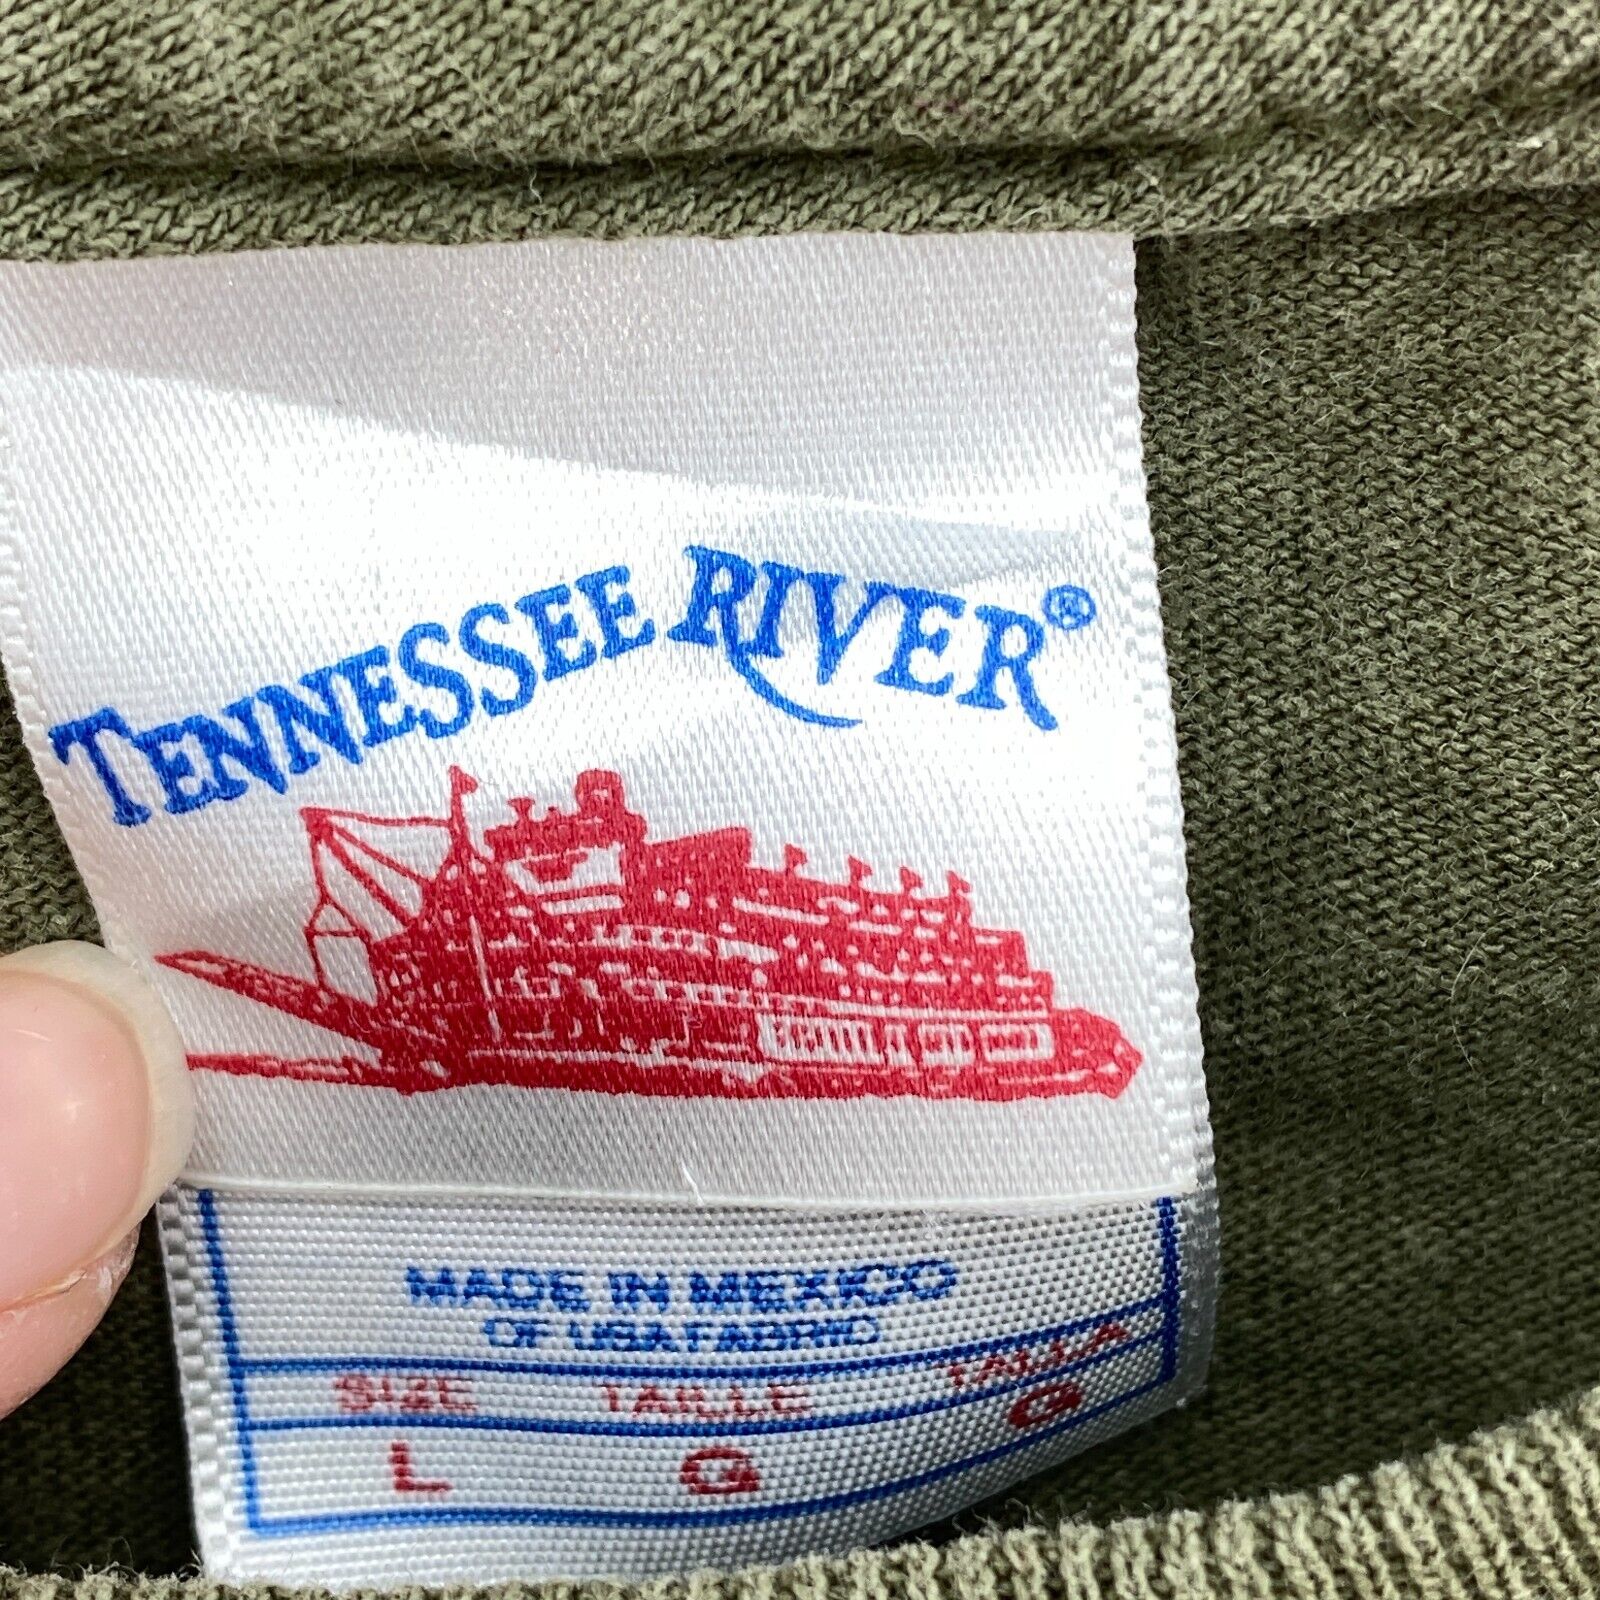 TENNESSEE RIVER®
MADE IN MEXICO
OF USA FABRIC
SIZE TAILLE TALLA
L G G